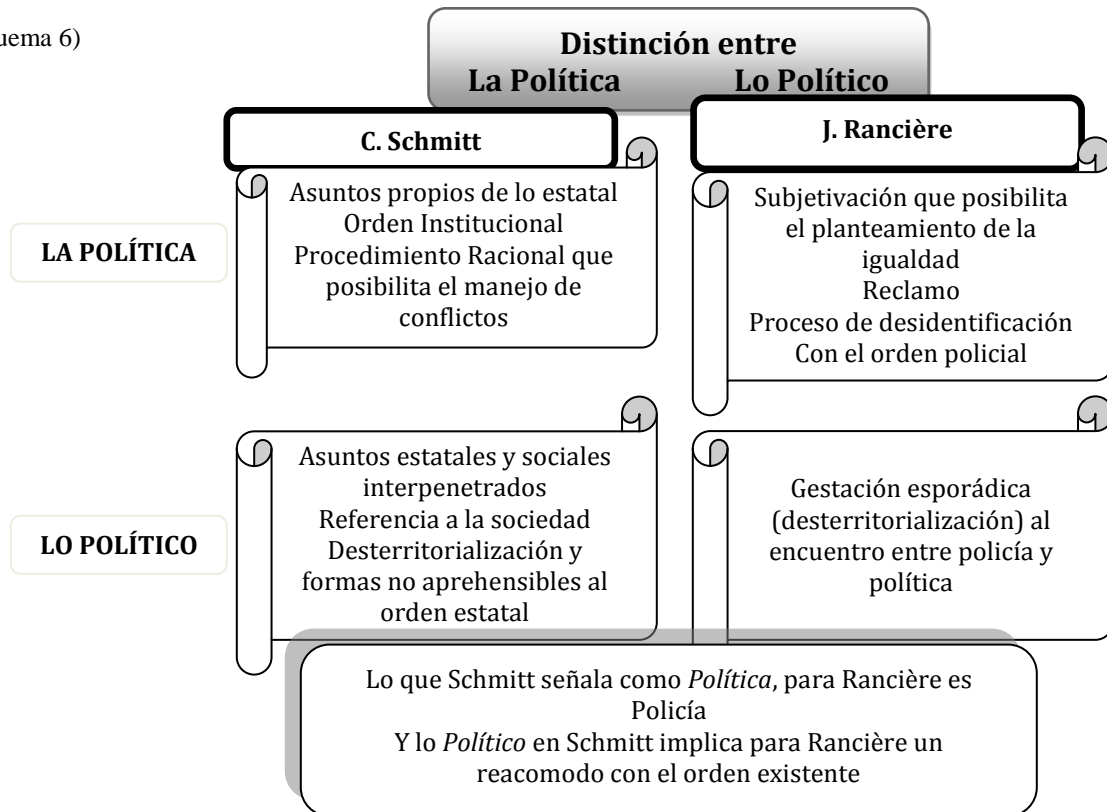 uema 6)
Distinción entre
La Política Lo Político
C. Schmitt
J. Rancière
LA POLÍTICA
Asuntos propios de lo estatal
Orden Institucional
Procedimiento Racional que
posibilita el manejo de
conflictos
Subjetivación que posibilita
el planteamiento de la
igualdad
Reclamo
Proceso de desidentificación
Con el orden policial
LO POLÍTICO
Asuntos estatales y sociales
interpenetrados
Referencia a la sociedad
Desterritorialización y
formas no aprehensibles al
orden estatal
Gestación esporádica
(desterritorialización) al
encuentro entre policía y
política
Lo que Schmitt señala como Política, para Rancière es
Policía
Y lo Político en Schmitt implica para Rancière un
reacomodo con el orden existente